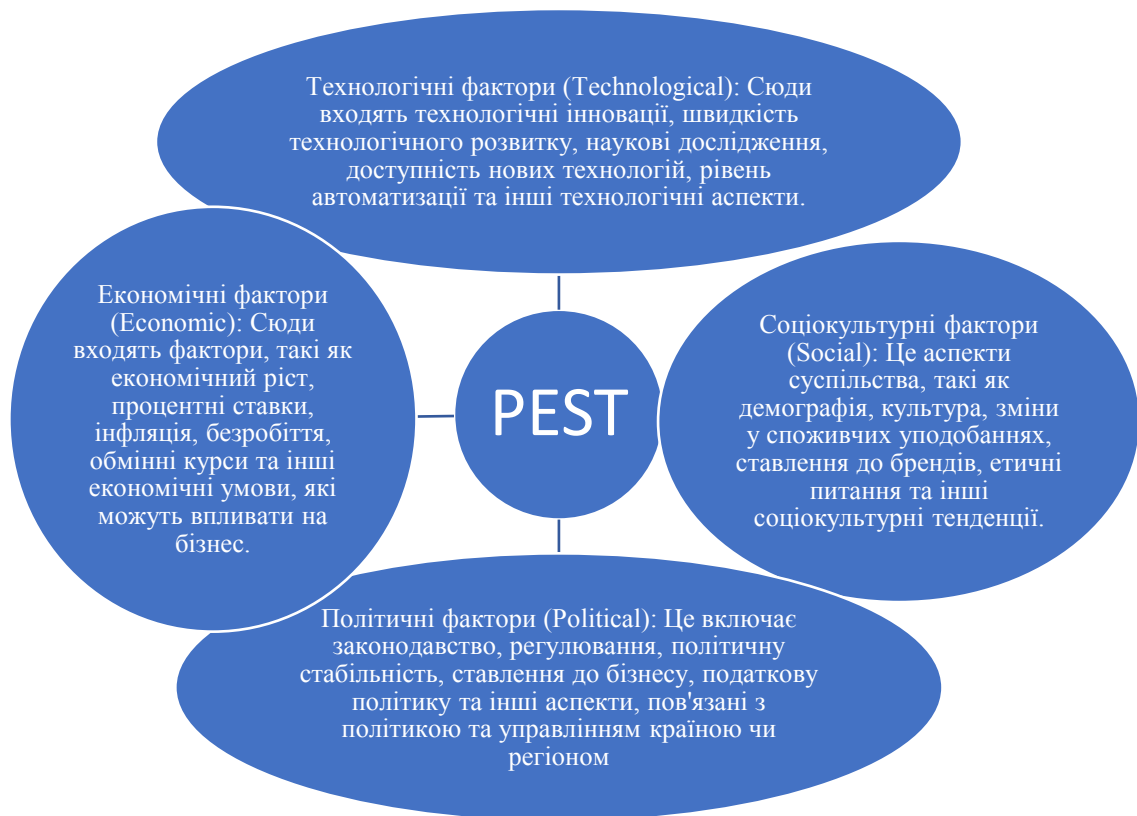 Технологічні фактори (Technological): Сюди
входять технологічні інновації, швидкість
технологічного розвитку, наукові дослідження,
доступність нових технологій, рівень
автоматизації та інші технологічні аспекти.
Економічні фактори
(Economic): Сюди
входять фактори, такі як
економічний ріст,
процентні ставки,
інфляція, безробіття,
обмінні курси та інші
економічні умови, які
можуть впливати на
бізнес.
PEST
Соціокультурні фактори
(Social): Це аспекти
суспільства, такі як
демографія, культура, зміни
у споживчих уподобаннях,
ставлення до брендів, етичні
питання та інші
соціокультурні тенденції.
Політичні фактори (Political): Це включає
законодавство, регулювання, політичну
стабільність, ставлення до бізнесу, податкову
політику та інші аспекти, пов'язані з
політикою та управлінням країною чи
регіоном